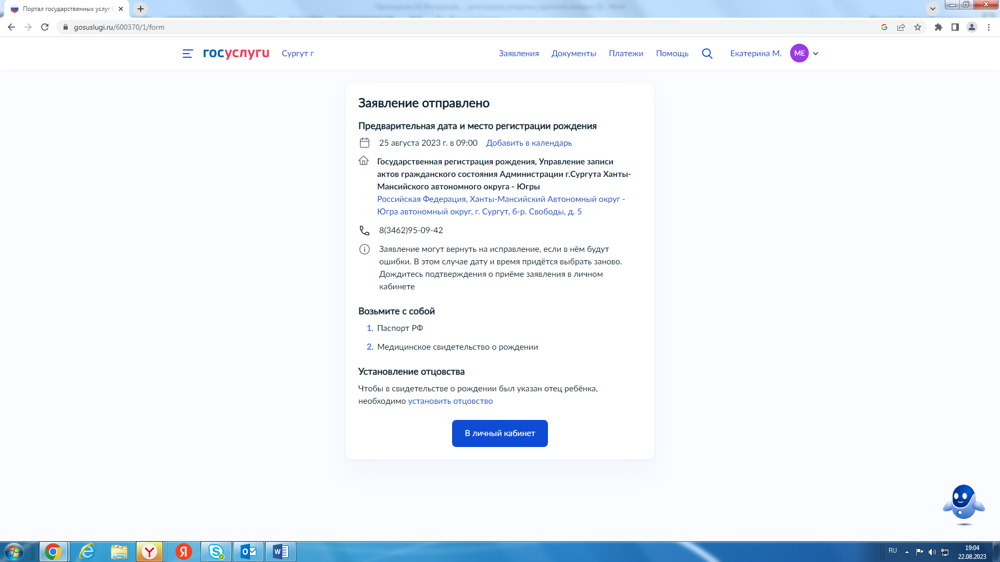 Портал государственных услуг
gosuslugi.ru/600370/1/form
госуслуги
Сургут г
Заявления
Документы
Платежи
Помощь
Екатерина М.
МЕ
Заявление отправлено
Предварительная дата и место регистрации рождения
25 августа 2023 г. в 09:00 Добавить в календарь
Государственная регистрация рождения, Управление записи
актов гражданского состояния Администрации г.Сургута Ханты-
Мансийского автономного округа - Югры
Российская Федерация, Ханты-Мансийский Автономный округ -
Югра автономный округ, г. Сургут, б-р. Свободы, д. 5
8(3462)95-09-42
Заявление могут вернуть на исправление, если в нём будут
ошибки. В этом случае дату и время придётся выбрать заново.
Дождитесь подтверждения о приёме заявления в личном
кабинете
Возьмите с собой
1. Паспорт РФ
2. Медицинское свидетельство о рождении
Установление отцовства
Чтобы в свидетельстве о рождении был указан отец ребёнка,
необходимо установить отцовство
В личный кабинет
RU
19:04
22.08.2023